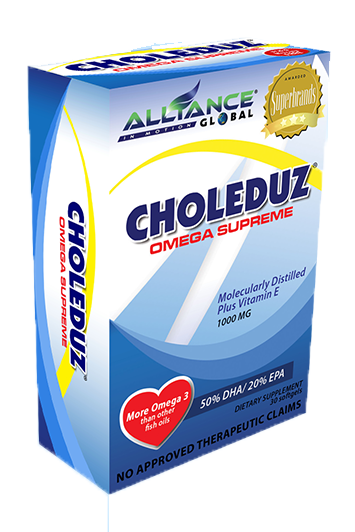 AWARDED
Superbrands
ALLIANCE®
IN MOTION GLOBAL
CHOLEDUZ®
OMEGA SUPREME
Molecularly Distilled
Plus Vitamin E
1000 MG
More Omega 3
than other
fish oils
50% DHA/ 20% EPA
DIETARY SUPPLEMENT
30 softgels
NO APPROVED THERAPEUTIC CLAIMS
CHOLEDUZ®
OMEGA SUPREME